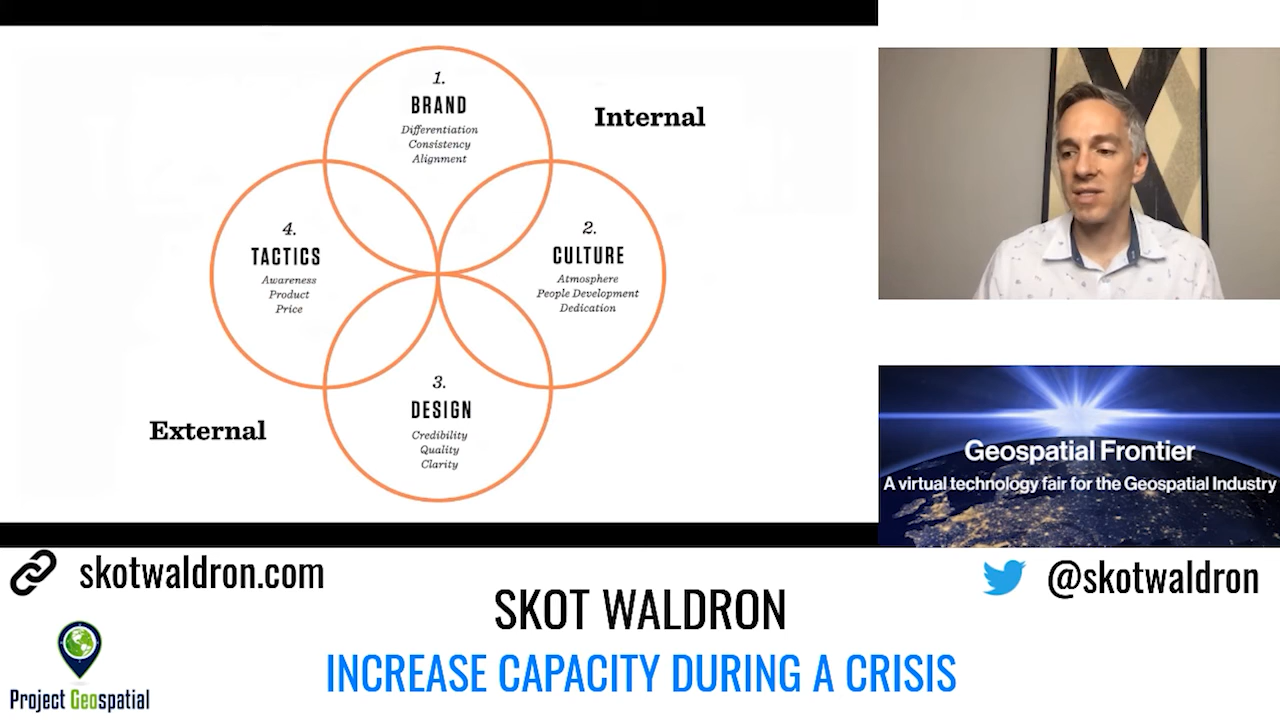 1.
BRAND
Differentiation
Consistency
Alignment
Internal
4.
TACTICS
Awareness
Product
Price
2.
CULTURE
Atmosphere
People Development
Dedication
3.
DESIGN
Credibility
Quality
Clarity
External
Geospatial Frontier
A virtual technology fair for the Geospatial Industry
skotwaldron.com
@skotwaldron
SKOT WALDRON
INCREASE CAPACITY DURING A CRISIS
Project Geospatial